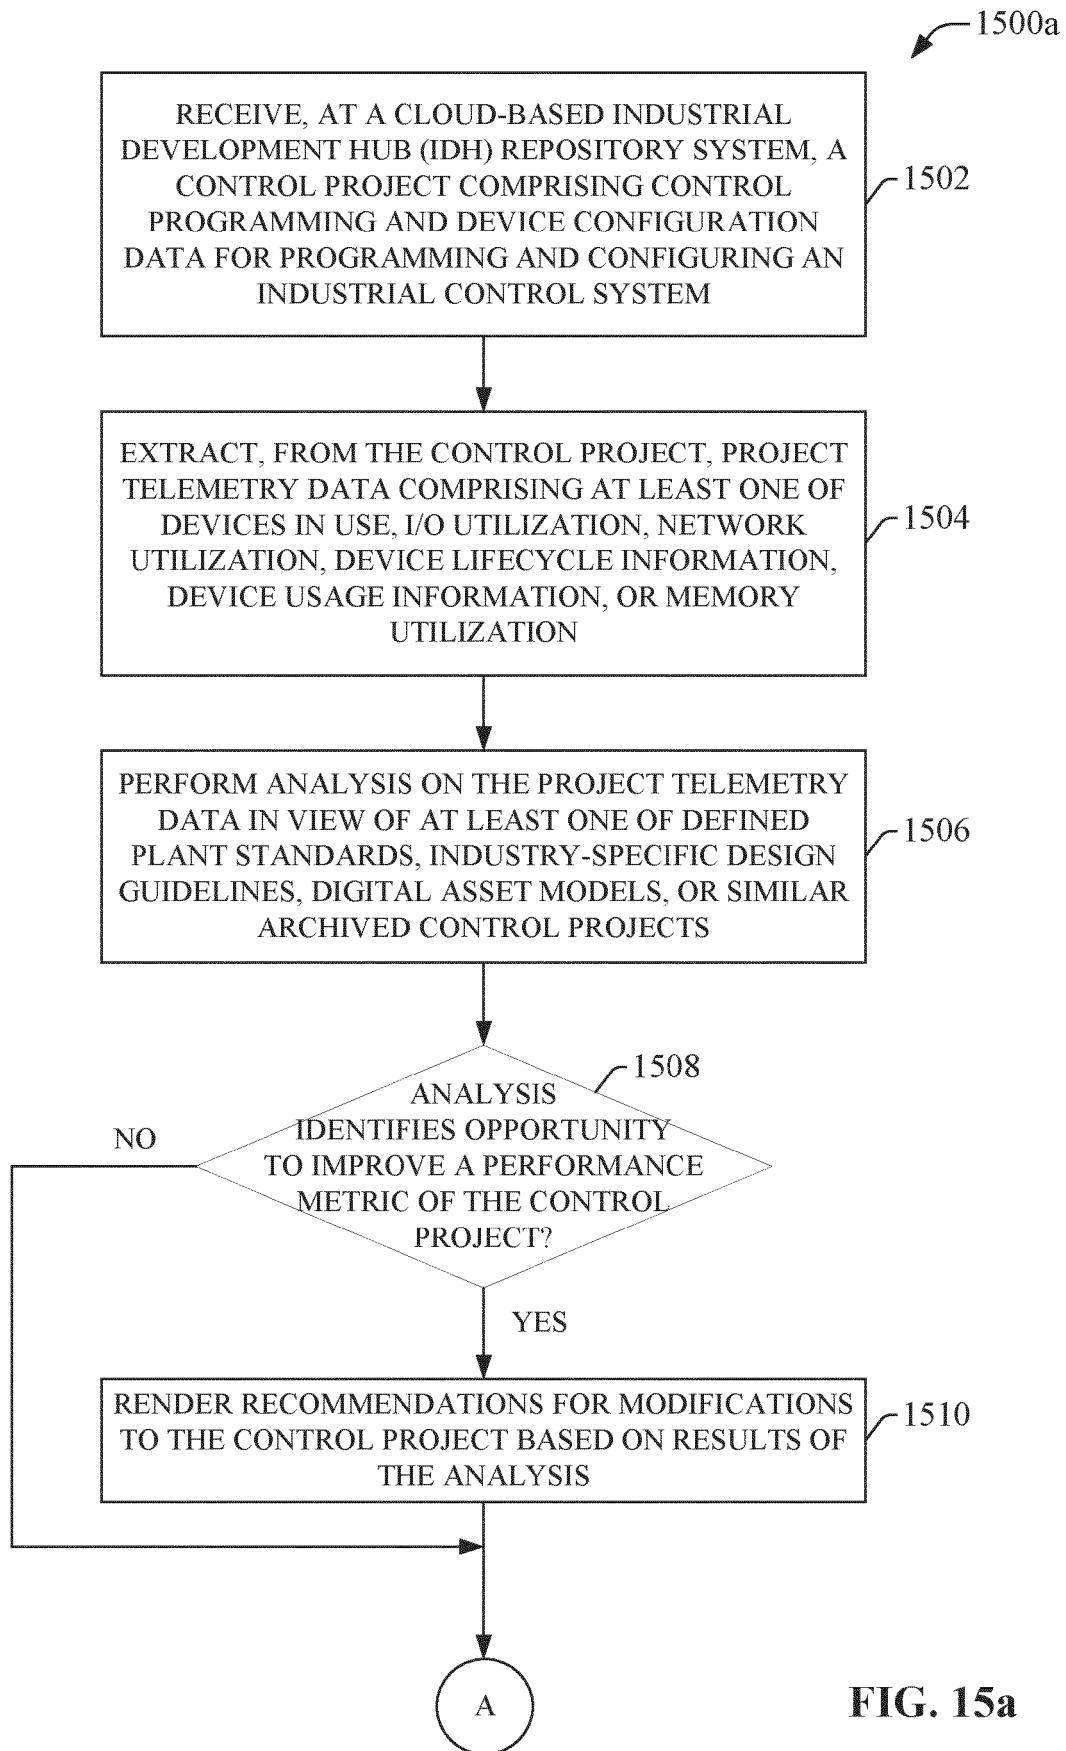 1500a
RECEIVE, AT A CLOUD-BASED INDUSTRIAL
DEVELOPMENT HUB (IDH) REPOSITORY SYSTEM, A
CONTROL PROJECT COMPRISING CONTROL
PROGRAMMING AND DEVICE CONFIGURATION
DATA FOR PROGRAMMING AND CONFIGURING AN
INDUSTRIAL CONTROL SYSTEM
1502
EXTRACT, FROM THE CONTROL PROJECT, PROJECT
TELEMETRY DATA COMPRISING AT LEAST ONE OF
DEVICES IN USE, I/O UTILIZATION, NETWORK
UTILIZATION, DEVICE LIFECYCLE INFORMATION,
DEVICE USAGE INFORMATION, OR MEMORY
UTILIZATION
1504
PERFORM ANALYSIS ON THE PROJECT TELEMETRY
DATA IN VIEW OF AT LEAST ONE OF DEFINED
PLANT STANDARDS, INDUSTRY-SPECIFIC DESIGN
GUIDELINES, DIGITAL ASSET MODELS, OR SIMILAR
ARCHIVED CONTROL PROJECTS
1506
1508
ANALYSIS
IDENTIFIES OPPORTUNITY
TO IMPROVE A PERFORMANCE
METRIC OF THE CONTROL
PROJECT?
NO
YES
RENDER RECOMMENDATIONS FOR MODIFICATIONS
TO THE CONTROL PROJECT BASED ON RESULTS OF
THE ANALYSIS
1510
A
FIG. 15a